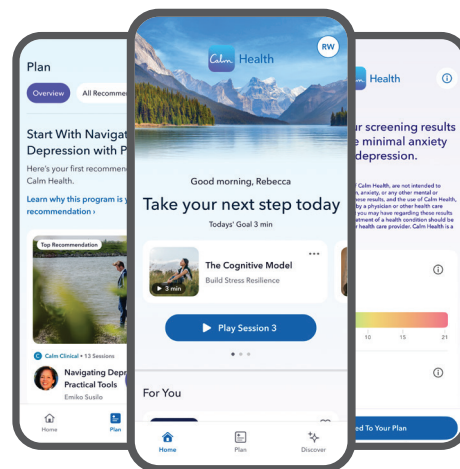 Plan
Overview
All Recomme
Start With Navigat
Depression with P
Here's your first recommen
Calm Health.
Learn why this program is y
recommendation ›
Top Recommendation
Calm Clinical • 13 Sessions
Navigating Depr
Practical Tools
Emiko Susilo
Home
Plan
Calm Health
RW
Good morning, Rebecca
Take your next step today
Todays' Goal 3 min
3 min
The Cognitive Model
Build Stress Resilience
Play Session 3
For You
Home
Plan
Discover
Health
ur screening results
e minimal anxiety
depression.
f Calm Health, are not intended to
n, anxiety, or any other mental or
hese results, and the use of Calm Health,
by a physician or other health care
you may have regarding these results
atment of a health condition should be
r health care provider. Calm Health is a
10 15 21
ed To Your Plan